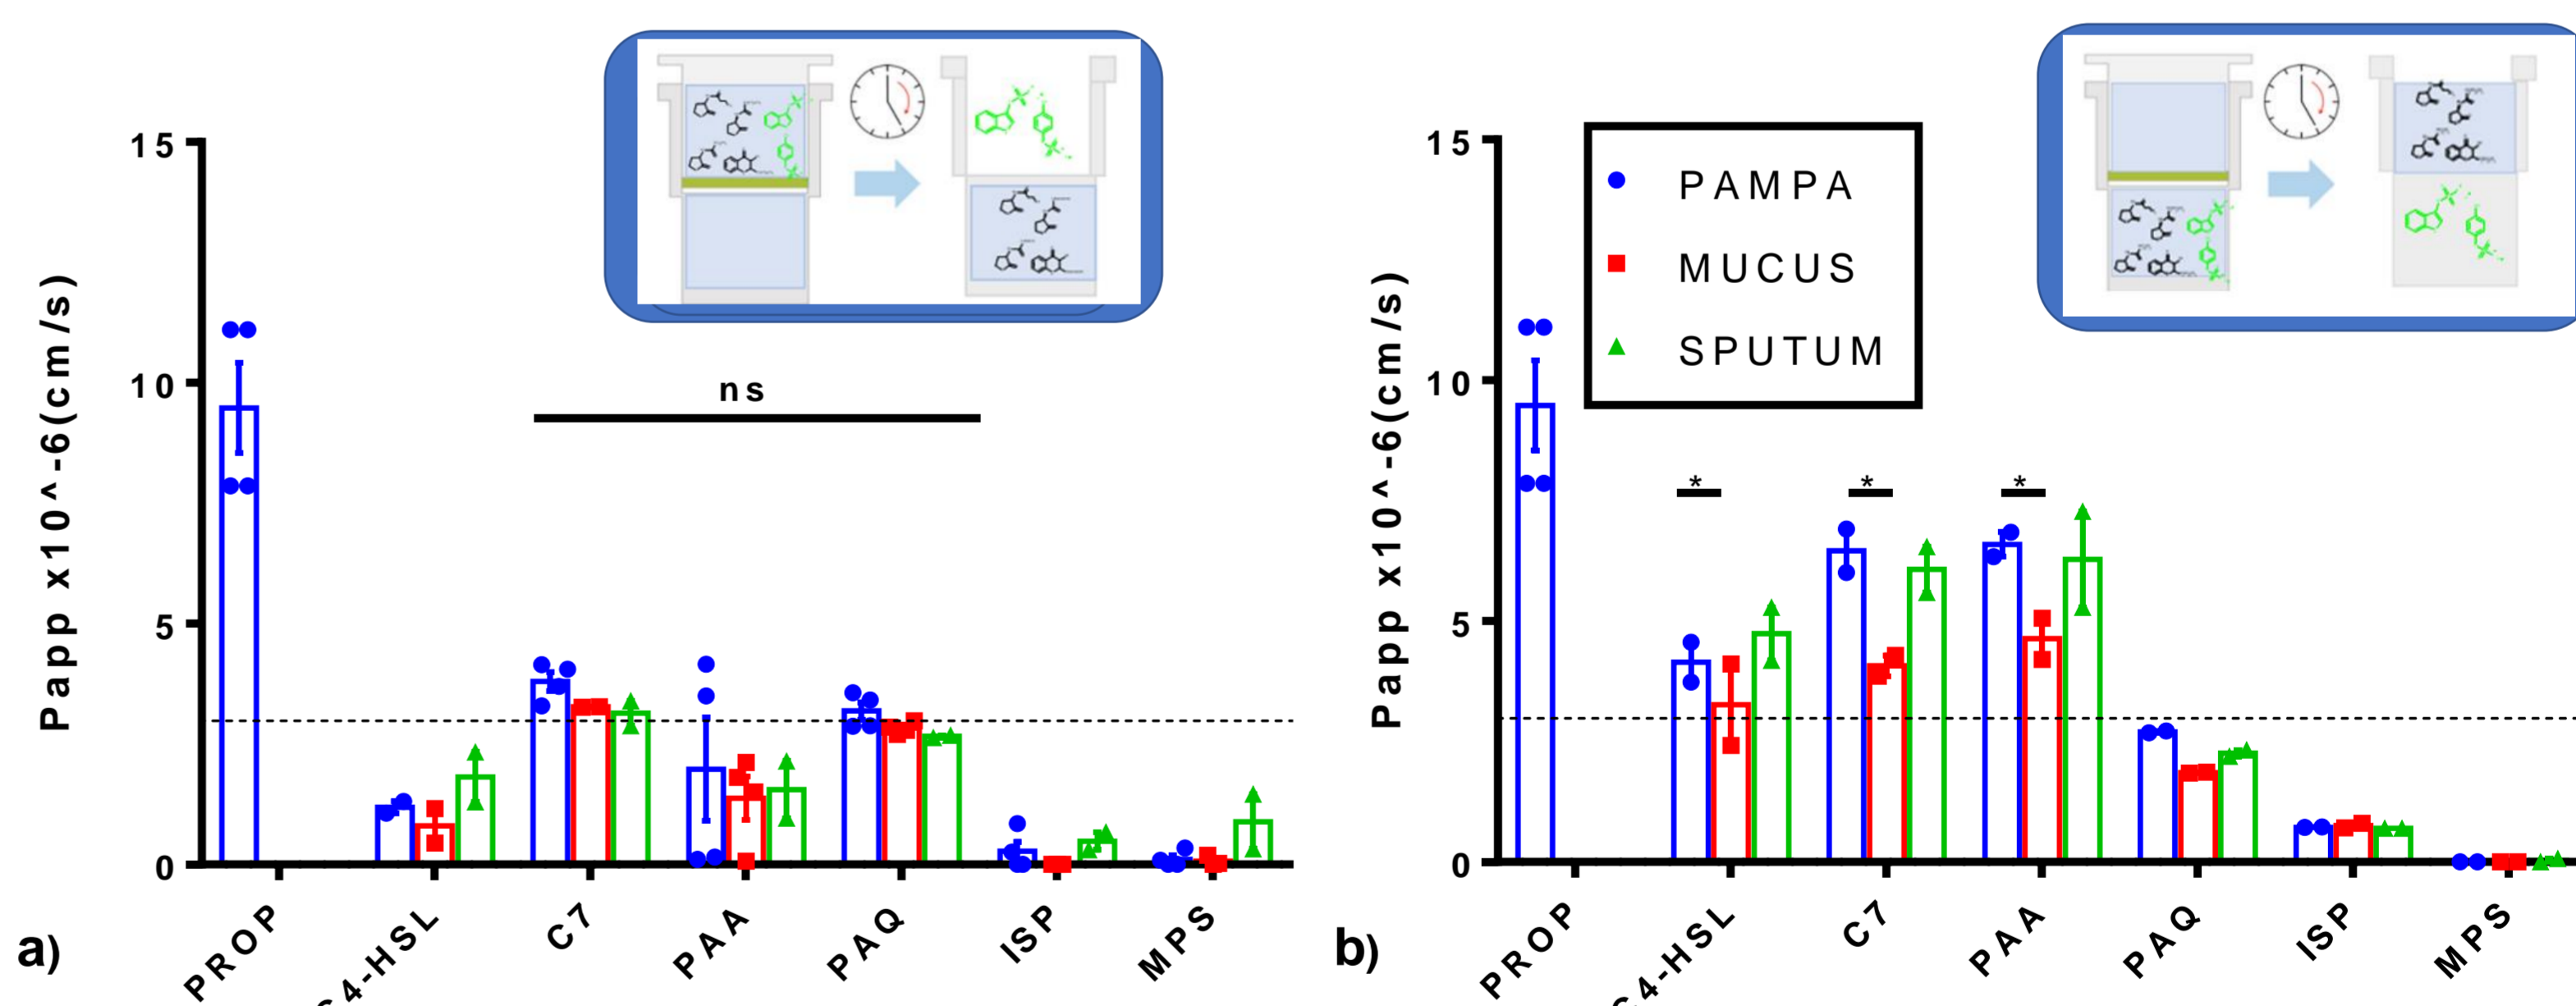 15
10
5
0
Papp x10^-6(cm/s)
ns
PROP
C4-HSL
C7
PAA
PAQ
ISP
MPS
a)
15
10
5
0
Papp x10^-6(cm/s)
PAMPA
MUCUS
SPUTUM
*
*
*
PROP
C4-HSL
C7
PAA
PAQ
ISP
MPS
b)